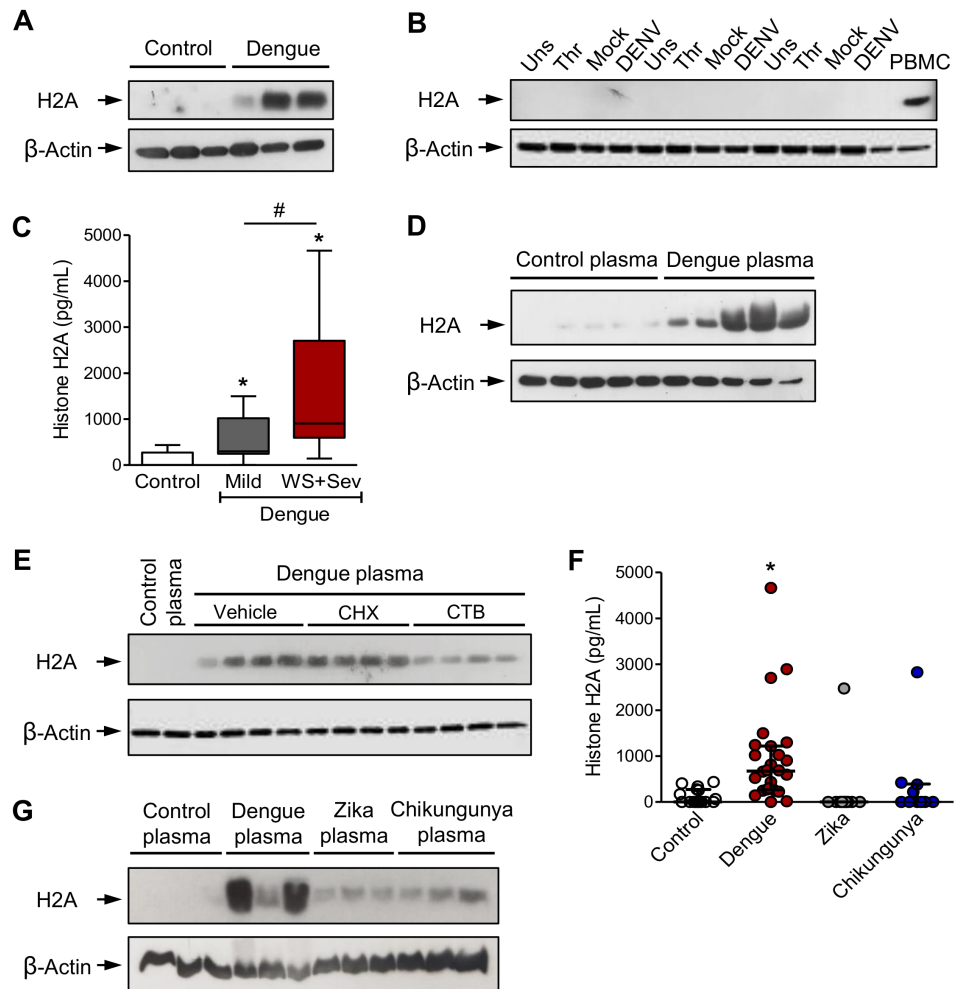 A
Control Dengue
H2A
β-Actin
B
Uns Thr Mock DENV Uns Thr Mock DENV Uns Thr Mock DENV PBMC
H2A
β-Actin
C
#
* *
Histone H2A (pg/mL)
5000
4000
3000
2000
1000
0
Control Mild WS+Sev
Dengue
D
Control plasma Dengue plasma
H2A
β-Actin
E
Control
plasma
Dengue plasma
Vehicle CHX CTB
H2A
β-Actin
F
*
Histone H2A (pg/mL)
5000
4000
3000
2000
1000
0
Control Dengue Zika Chikungunya
G
Control Dengue Zika Chikungunya
plasma plasma plasma plasma
H2A
β-Actin